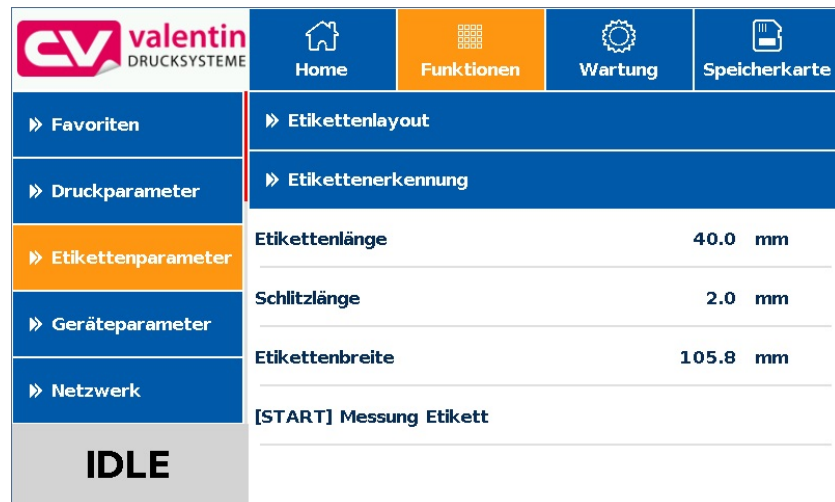 CV valentin
DRUCKSYSTEME
Home
Funktionen
Wartung
Speicherkarte
Favoriten
Druckparameter
Etikettenparameter
Geräteparameter
Netzwerk
IDLE
Etikettenlayout
Etikettenerkennung
Etikettenlänge 40.0 mm
Schlitzlänge 2.0 mm
Etikettenbreite 105.8 mm
[START] Messung Etikett